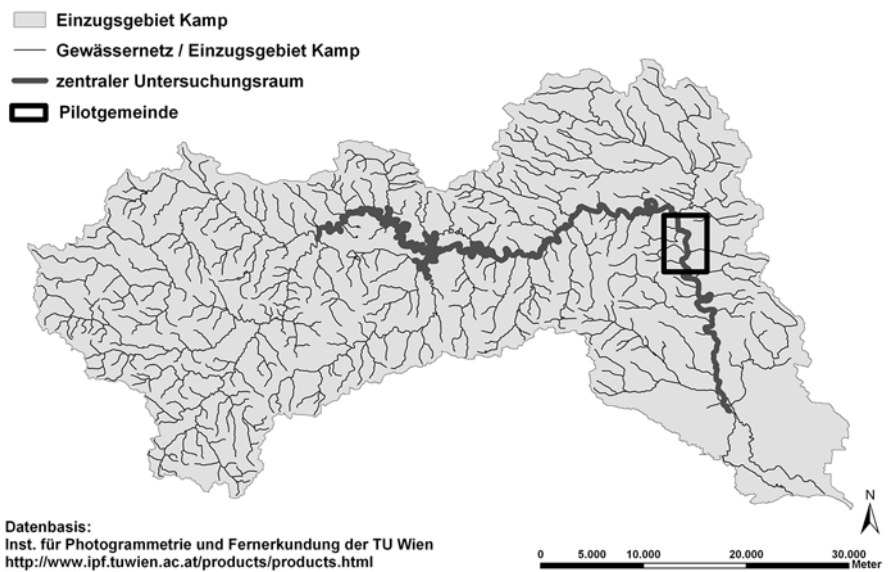 Einzugsgebiet Kamp
Gewässernetz / Einzugsgebiet Kamp
zentraler Untersuchungsraum
Pilotgemeinde
N
Datenbasis:
Inst. für Photogrammetrie und Fernerkundung der TU Wien
http://www.ipf.tuwien.ac.at/products/products.html
0 5.000 10.000 20.000 30.000
Meter